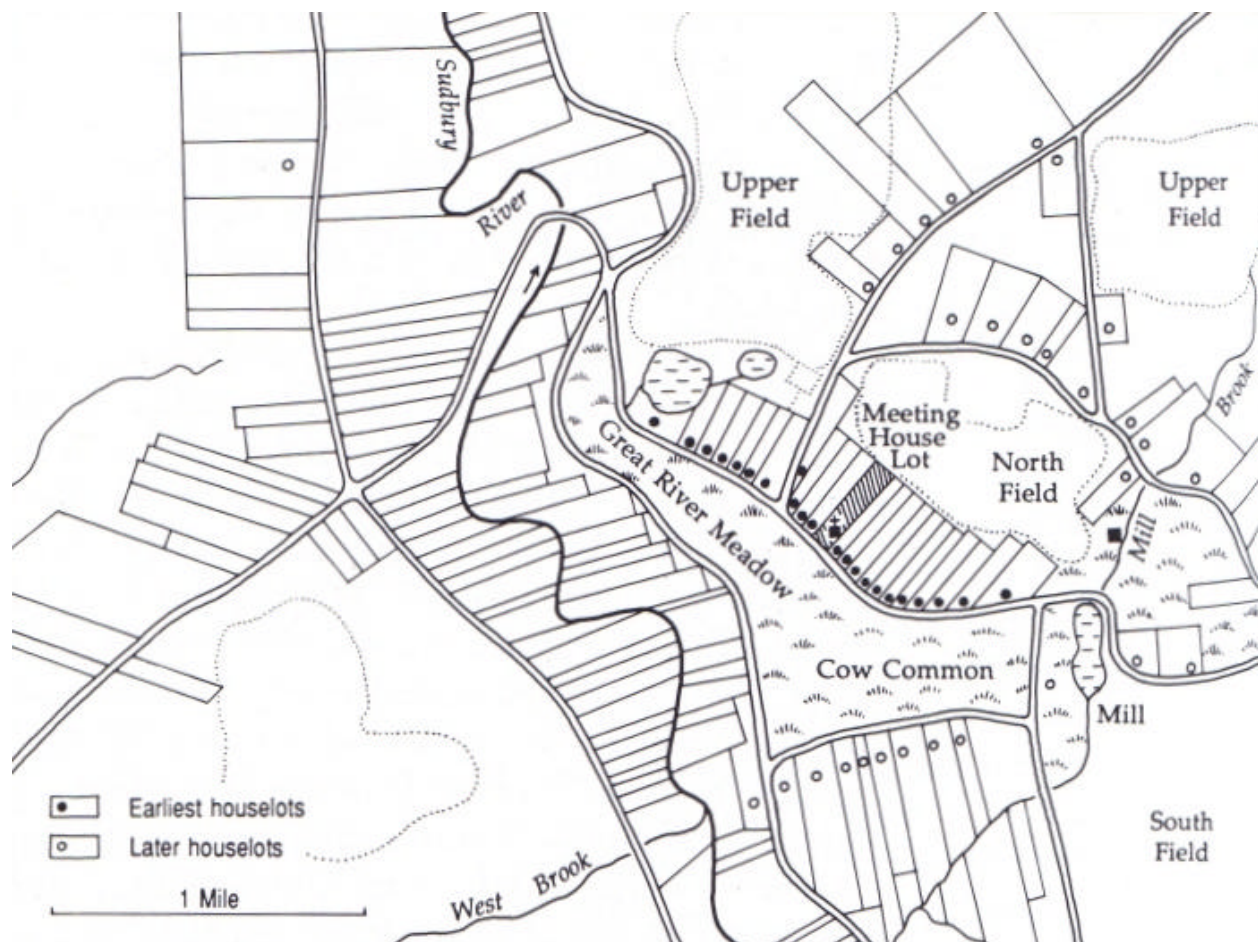 Sudbury
River
Upper
Field
Upper
Field
Brook
Meeting
House
Lot
North
Field
Great River Meadow
Mill
Cow Common
Mill
Earliest houselots
Later houselots
South
Field
1 Mile
West Brook